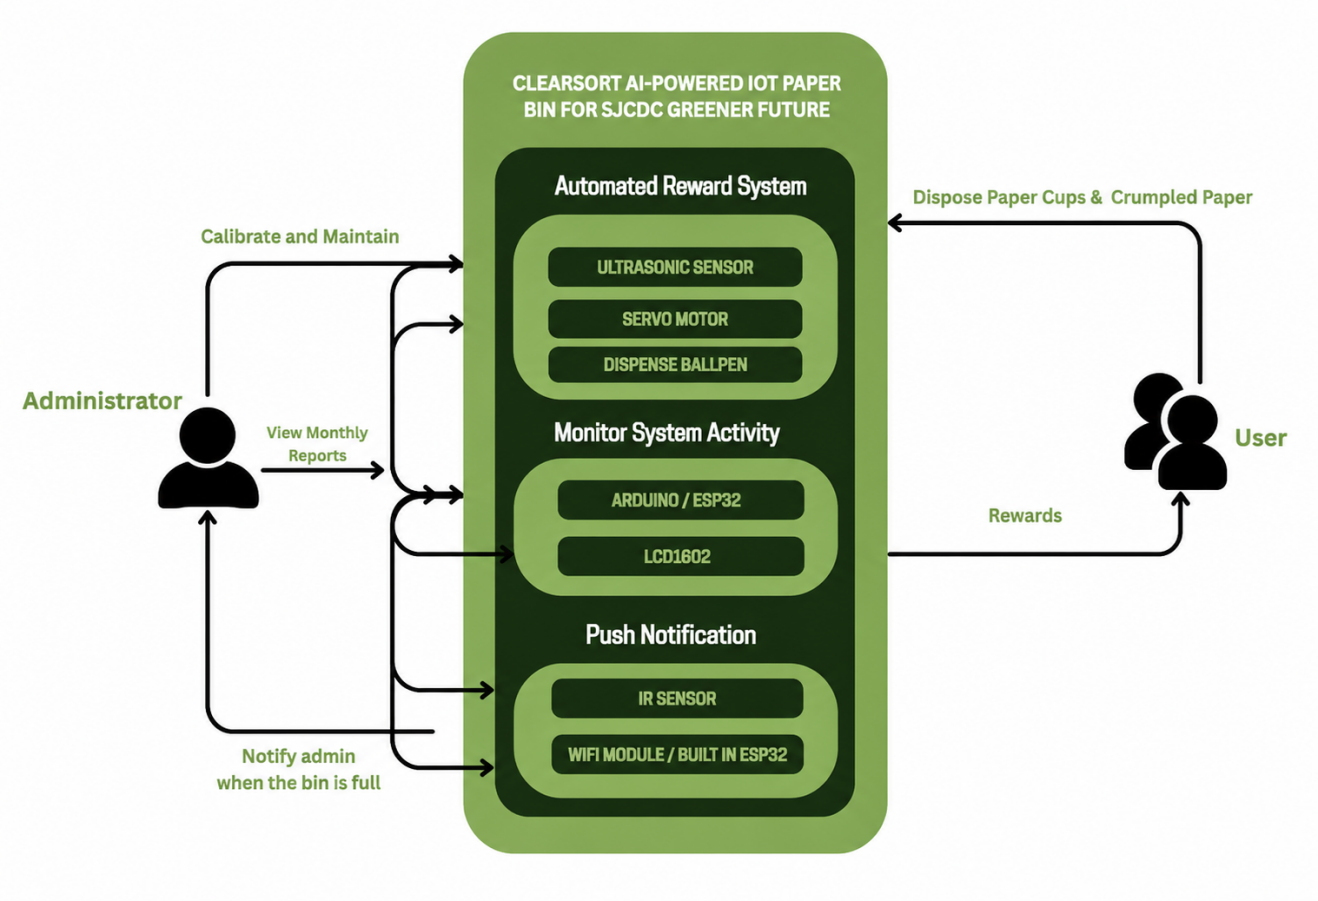 CLEARSORT AI-POWERED IOT PAPER
BIN FOR SJCDC GREENER FUTURE
Automated Reward System
ULTRASONIC SENSOR
SERVO MOTOR
DISPENSE BALLPEN
Monitor System Activity
ARDUINO / ESP32
LCD1602
Push Notification
IR SENSOR
WIFI MODULE / BUILT IN ESP32
Calibrate and Maintain
Administrator
View Monthly
Reports
Notify admin
when the bin is full
Dispose Paper Cups & Crumpled Paper
User
Rewards